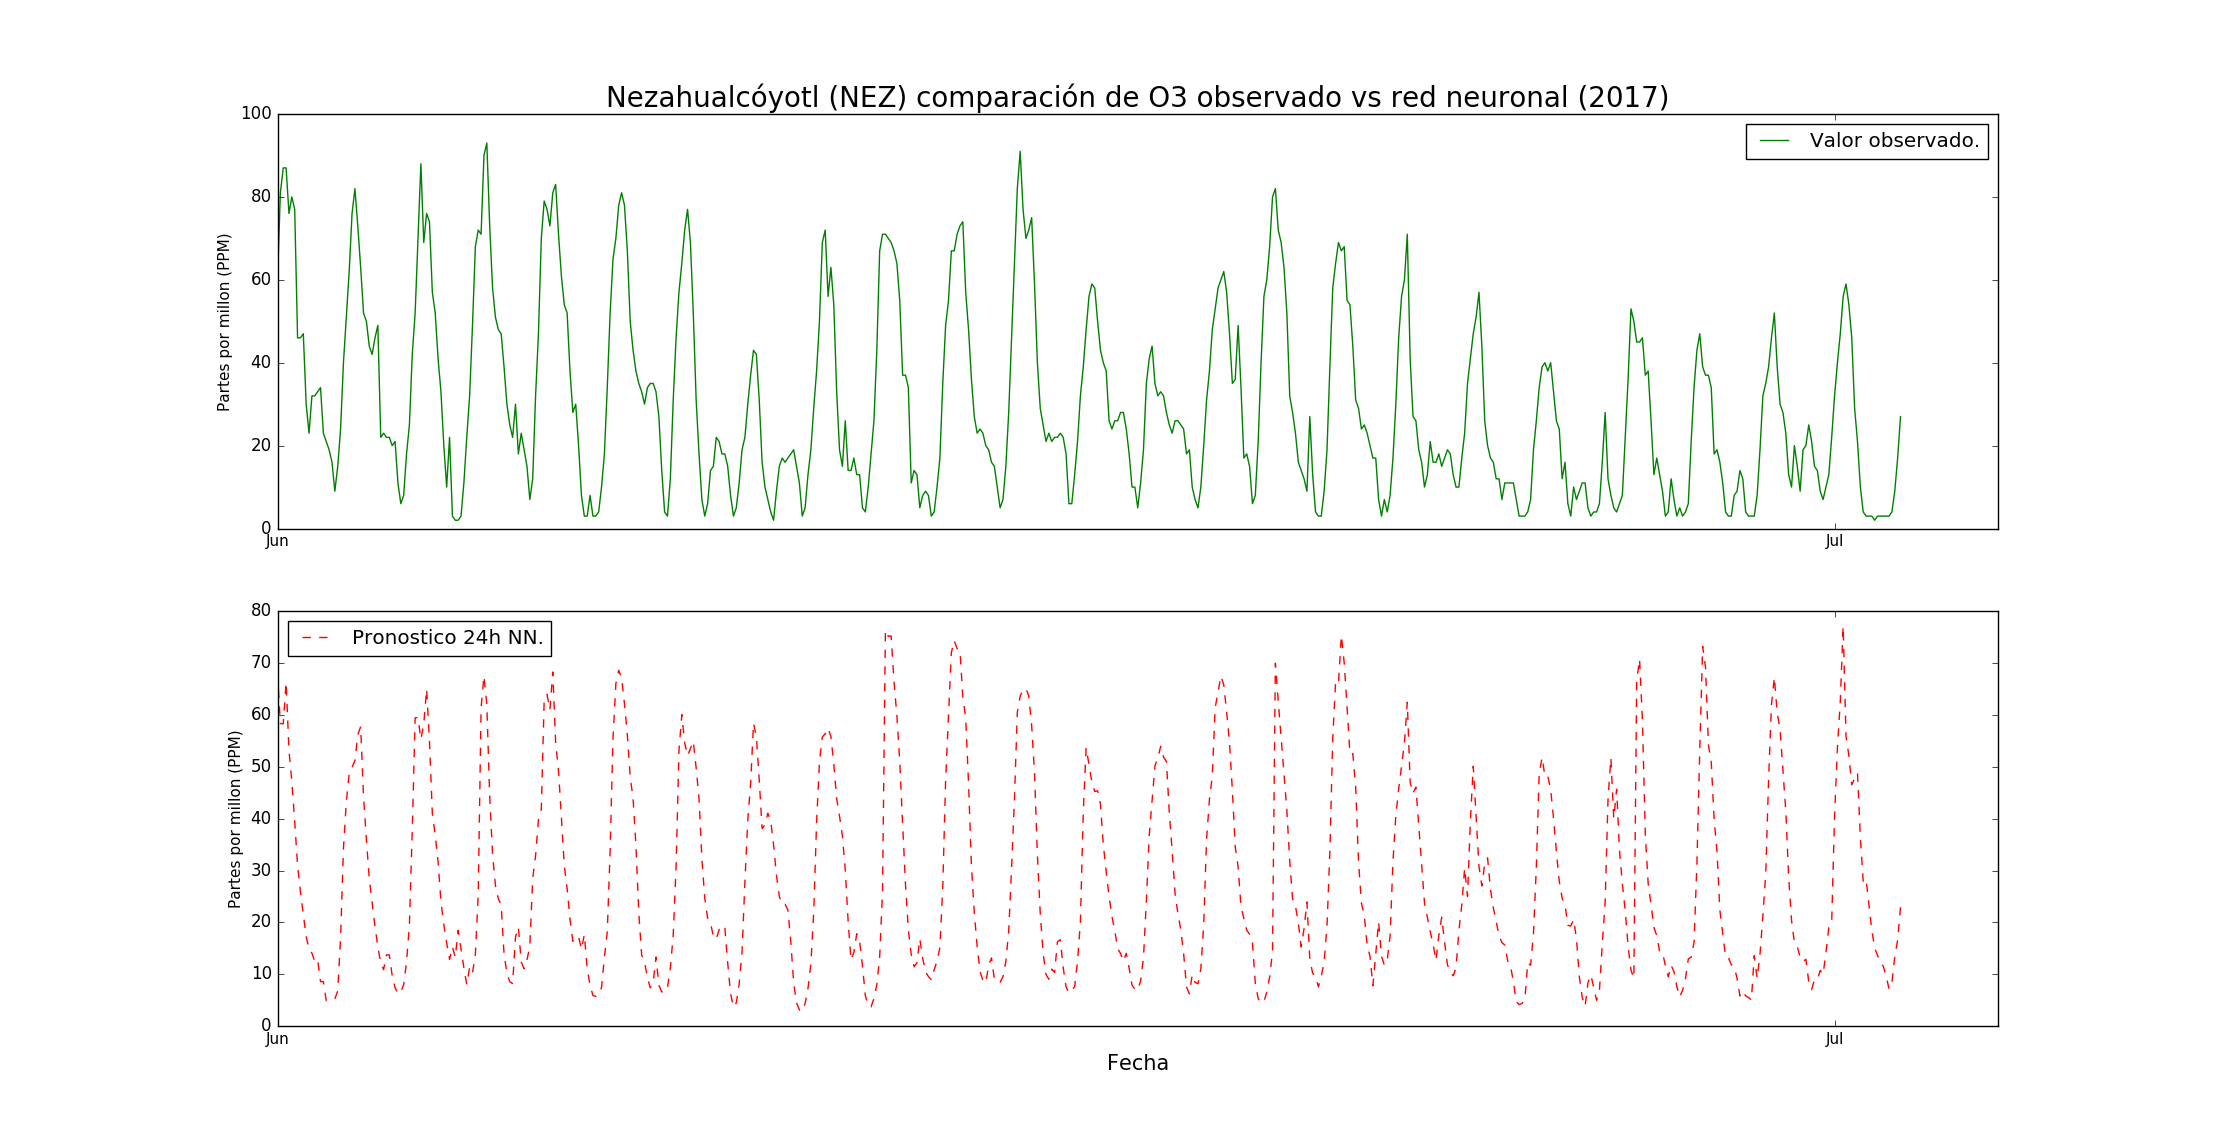 Nezahualcóyotl (NEZ) comparación de O3 observado vs red neuronal (2017)
100
80
60
40
20
0
Partes por millon (PPM)
Valor observado.
Jun
Jul
80
70
60
50
40
30
20
10
0
Partes por millon (PPM)
Pronostico 24h NN.
Jun
Jul
Fecha